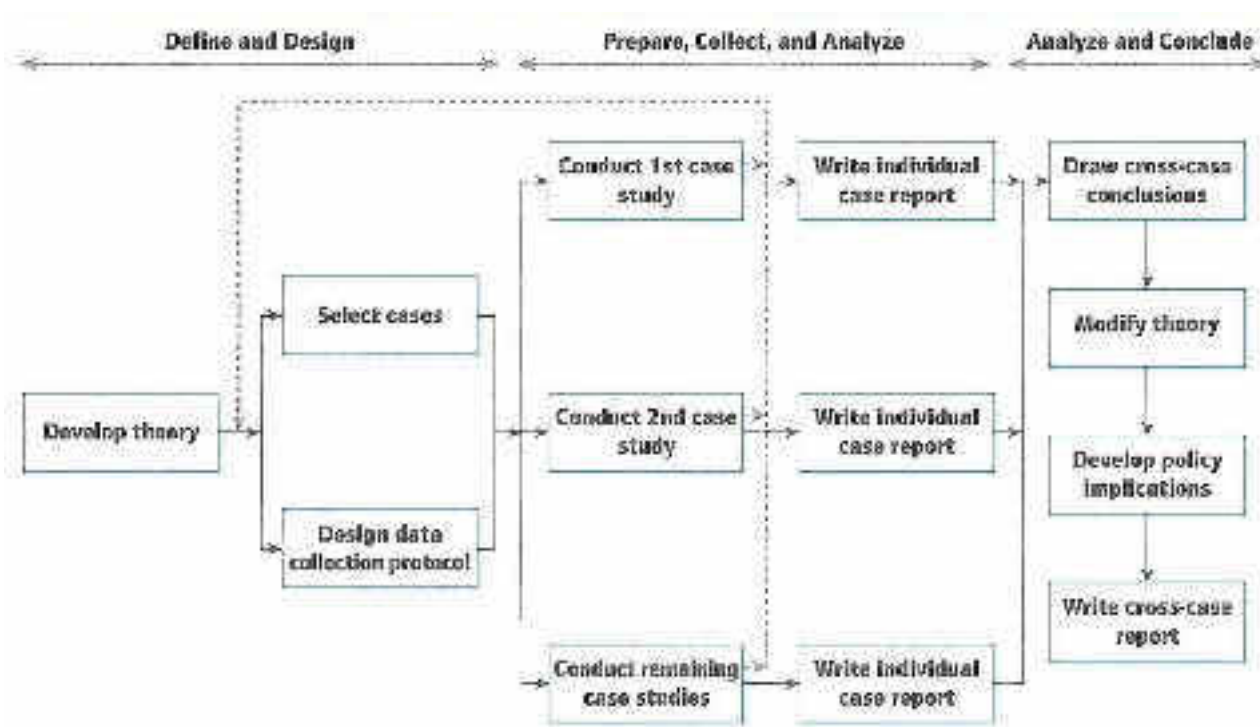 Define and Design
Prepare, Collect, and Analyze
Analyze and Conclude
Develop theory
Select cases
Design data
collection protocol
Conduct 1st case
study
Conduct 2nd case
study
Conduct remaining
case studies
Write individual
case report
Write individual
case report
Write individual
case report
Draw cross-case
conclusions
Modify theory
Develop policy
implications
Write cross-case
report